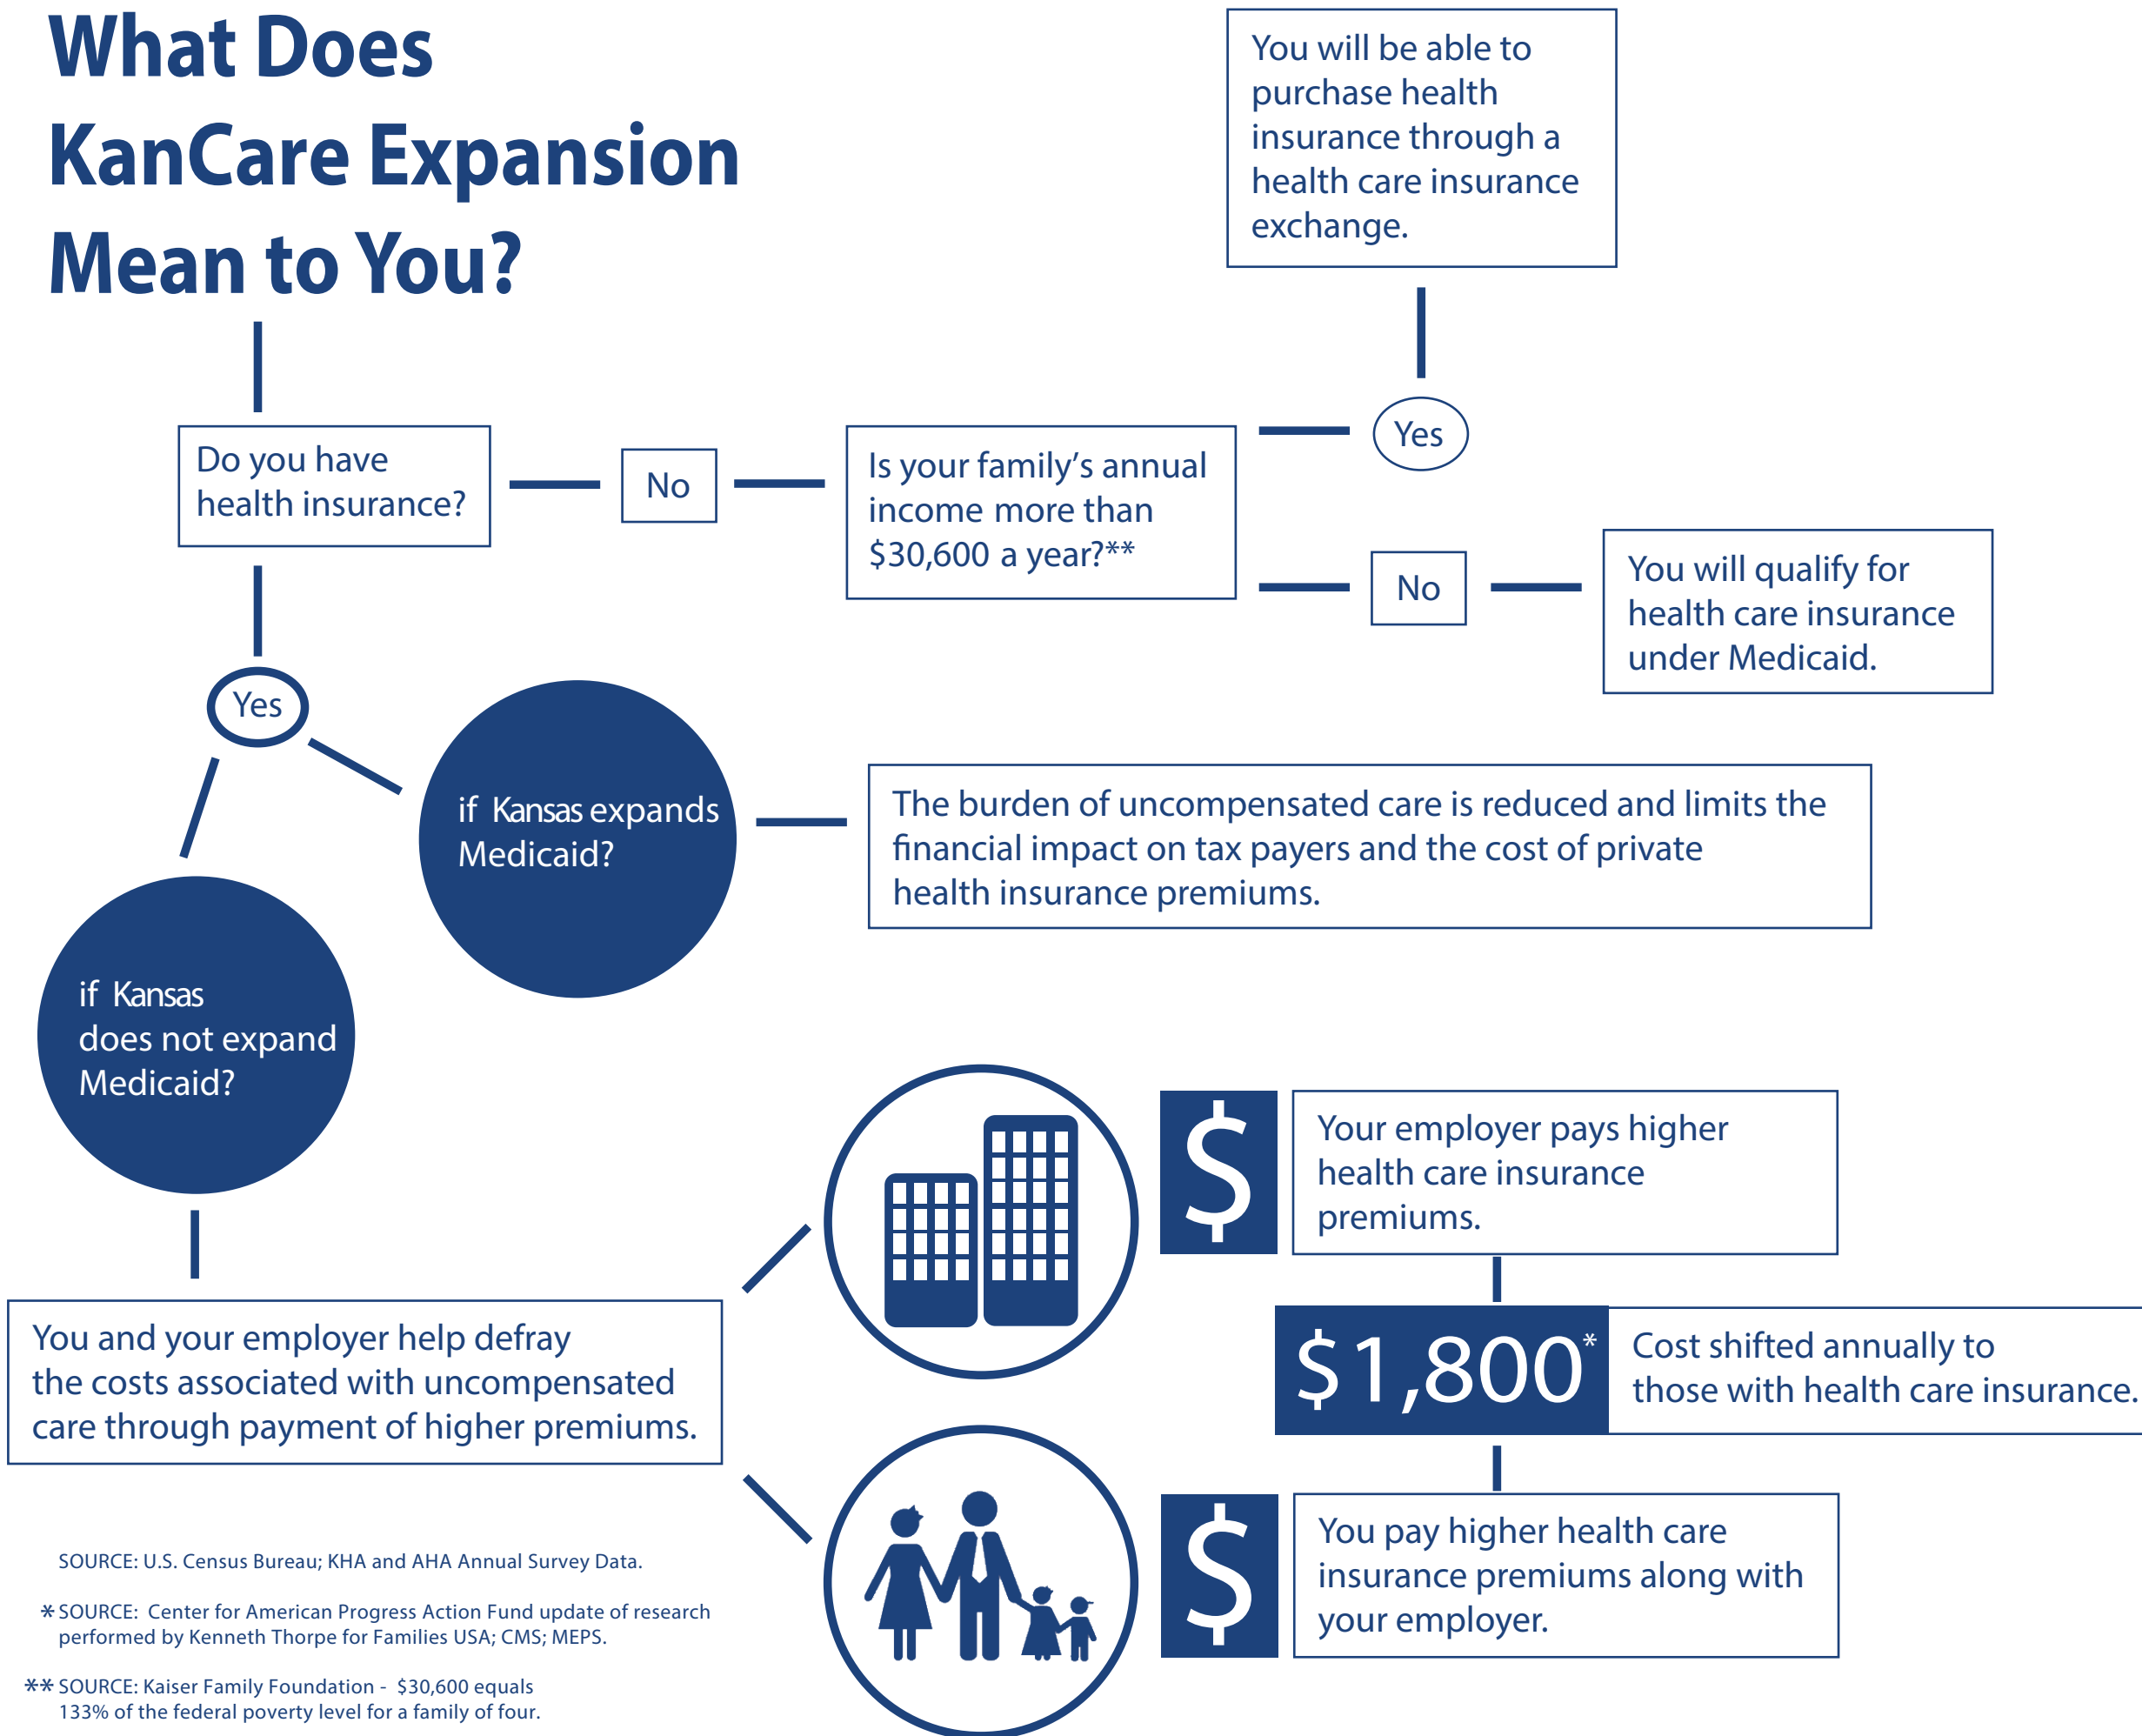 What Does
KanCare Expansion
Mean to You?
You will be able to
purchase health
insurance through a
health care insurance
exchange.
Do you have
health insurance?
No
Is your family’s annual
income more than
$30,600 a year?**
Yes
No
You will qualify for
health care insurance
under Medicaid.
Yes
if Kansas expands
Medicaid?
The burden of uncompensated care is reduced and limits the
financial impact on tax payers and the cost of private
health insurance premiums.
if Kansas
does not expand
Medicaid?
You and your employer help defray
the costs associated with uncompensated
care through payment of higher premiums.
$
Your employer pays higher
health care insurance
premiums.
$1,800*
Cost shifted annually to
those with health care insurance.
$
You pay higher health care
insurance premiums along with
your employer.
SOURCE: U.S. Census Bureau; KHA and AHA Annual Survey Data.
* SOURCE: Center for American Progress Action Fund update of research
performed by Kenneth Thorpe for Families USA; CMS; MEPS.
** SOURCE: Kaiser Family Foundation - $30,600 equals
133% of the federal poverty level for a family of four.